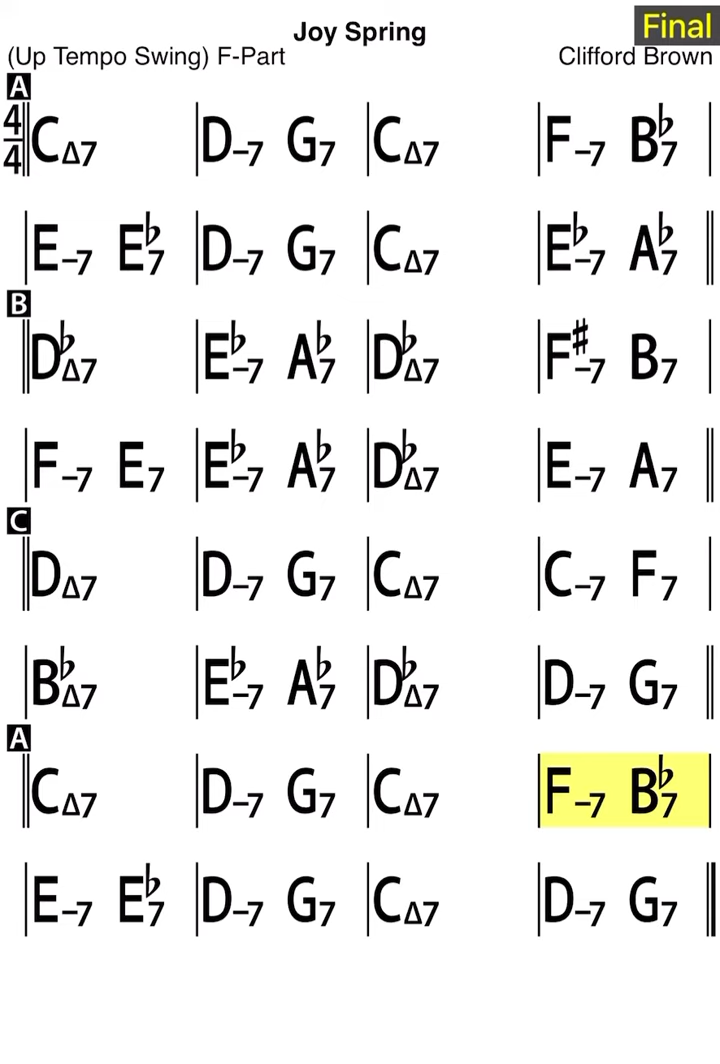 Final
Joy Spring
(Up Tempo Swing) F-Part Clifford Brown
A
4/4 CΔ7 | D–7 G7 | CΔ7 | F–7 B♭7 |
| E–7 E♭7 | D–7 G7 | CΔ7 | E♭–7 A♭7 ||
B
|| D♭Δ7 | E♭–7 A♭7 | D♭Δ7 | F♯–7 B7 |
| F–7 E7 | E♭–7 A♭7 | D♭Δ7 | E–7 A7 ||
C
|| DΔ7 | D–7 G7 | CΔ7 | C–7 F7 |
| B♭Δ7 | E♭–7 A♭7 | D♭Δ7 | D–7 G7 ||
A
|| CΔ7 | D–7 G7 | CΔ7 | F–7 B♭7 |
| E–7 E♭7 | D–7 G7 | CΔ7 | D–7 G7 ||